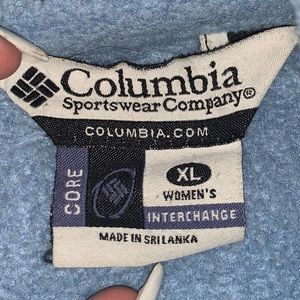 Columbia
Sportswear Company®
COLUMBIA.COM
CORE
XL
WOMEN'S
INTERCHANGE
MADE IN SRI LANKA